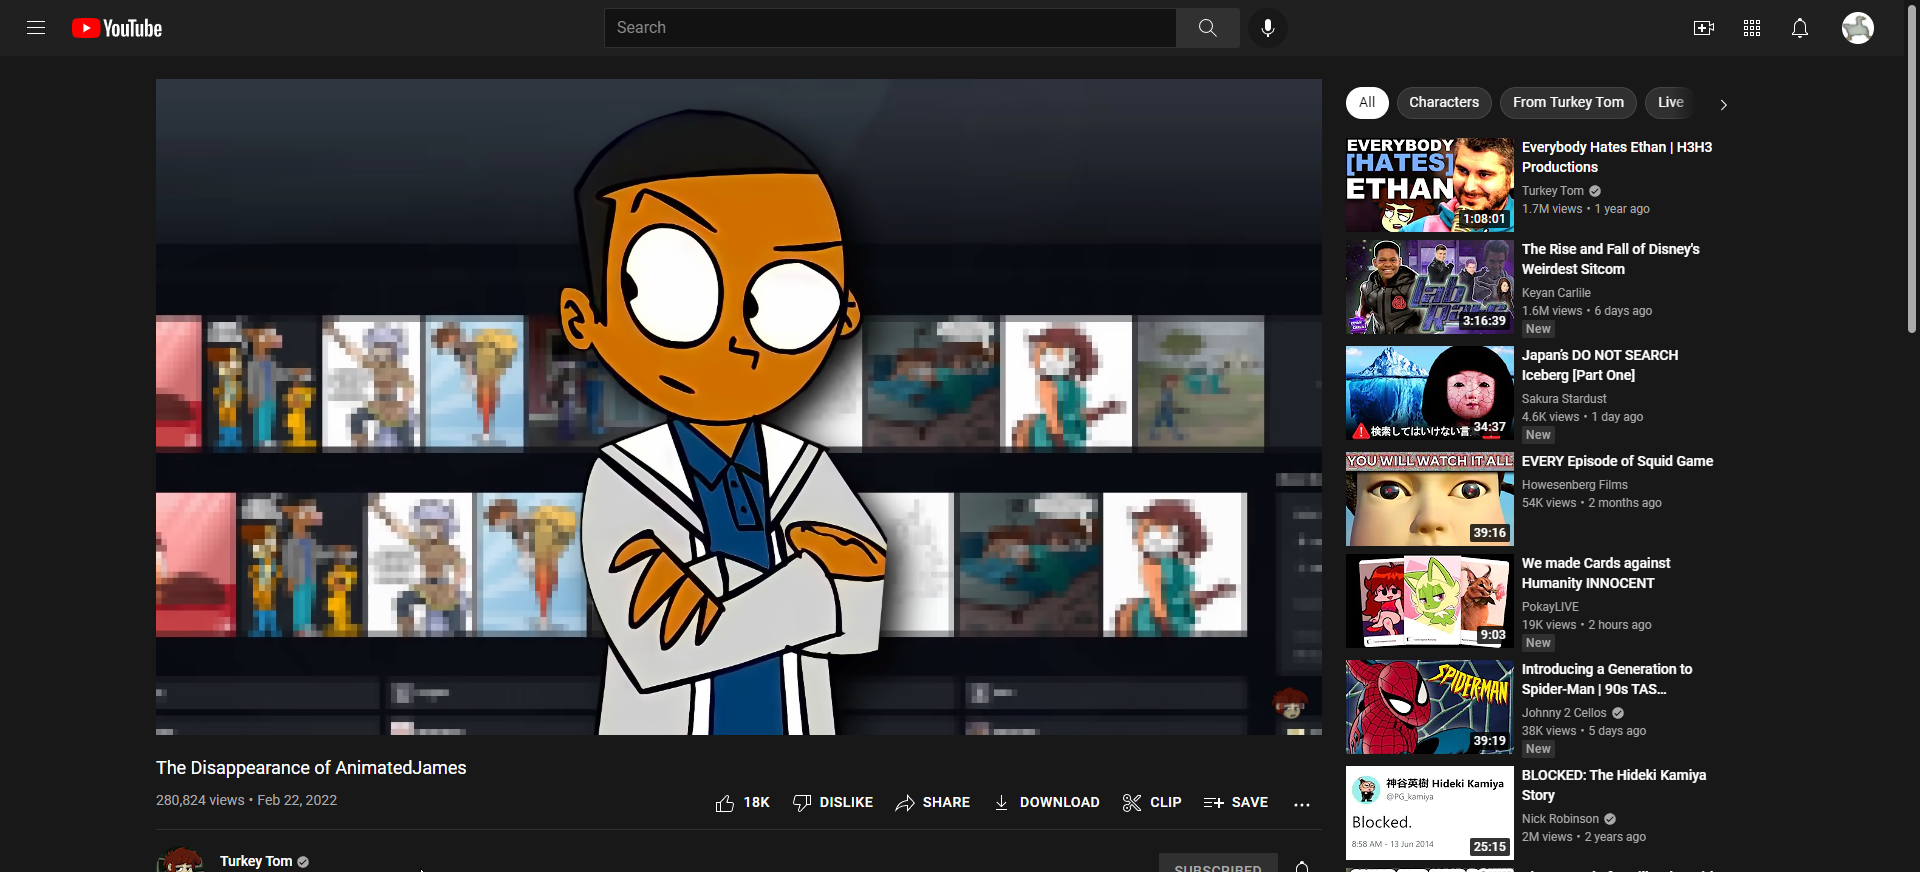 YouTube
Search
All
Characters
From Turkey Tom
Live
The Disappearance of AnimatedJames
280,824 views • Feb 22, 2022
18K
DISLIKE
SHARE
DOWNLOAD
CLIP
SAVE
Turkey Tom
SUBSCRIBED
EVERYBODY
[HATES]
ETHAN
1:08:01
Everybody Hates Ethan | H3H3
Productions
Turkey Tom
1.7M views • 1 year ago
Lab
3:16:39
The Rise and Fall of Disney's
Weirdest Sitcom
Keyan Carlile
1.6M views • 6 days ago
New
検索してはいけない言
34:37
Japan's DO NOT SEARCH
Iceberg [Part One]
Sakura Stardust
4.6K views • 1 day ago
New
YOU WILL WATCH IT ALL
39:16
EVERY Episode of Squid Game
Howesenberg Films
54K views • 2 months ago
9:03
We made Cards against
Humanity INNOCENT
PokayLIVE
19K views • 2 hours ago
New
SPIDER-MAN
39:19
Introducing a Generation to
Spider-Man | 90s TAS...
Johnny 2 Cellos
38K views • 5 days ago
New
神谷英樹 Hideki Kamiya
@PG_kamiya
Blocked.
8:58 AM - 13 Jun 2014
25:15
BLOCKED: The Hideki Kamiya
Story
Nick Robinson
2M views • 2 years ago